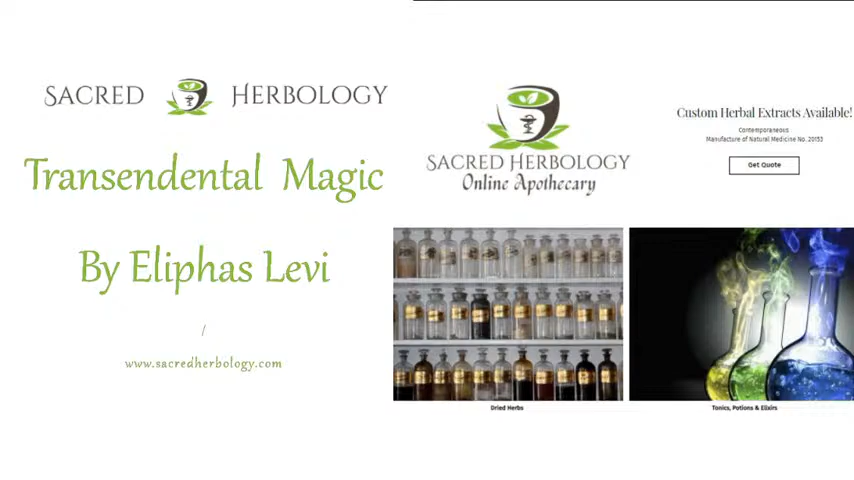 SACRED HERBOLOGY
Transendental Magic
By Eliphas Levi
/
www.sacredherbology.com
SACRED HERBOLOGY
Online Apothecary
Custom Herbal Extracts Available!
Contemporaneous
Manufacture of Natural Medicine No. 20153
Get Quote
Dried Herbs
Tonics, Potions & Elixirs